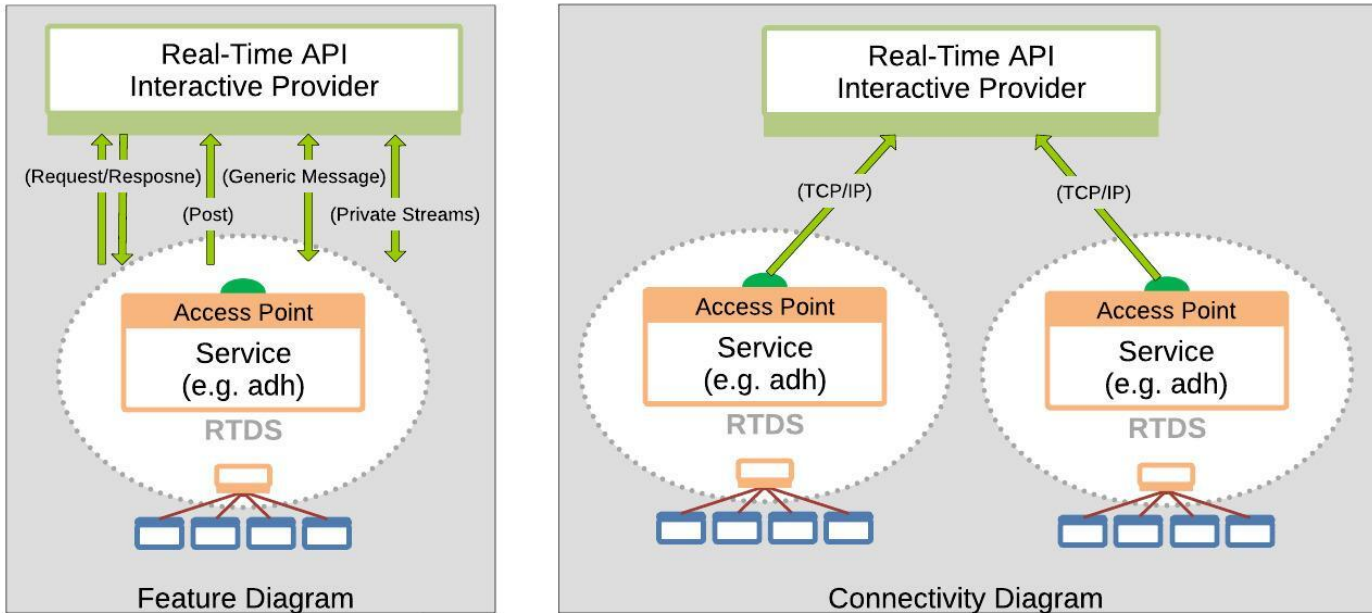 Real-Time API
Interactive Provider
(Request/Resposne)
(Generic Message)
(Post)
(Private Streams)
Access Point
Service
(e.g. adh)
RTDS
Feature Diagram
Real-Time API
Interactive Provider
(TCP/IP)
(TCP/IP)
Access Point
Service
(e.g. adh)
RTDS
Access Point
Service
(e.g. adh)
RTDS
Connectivity Diagram